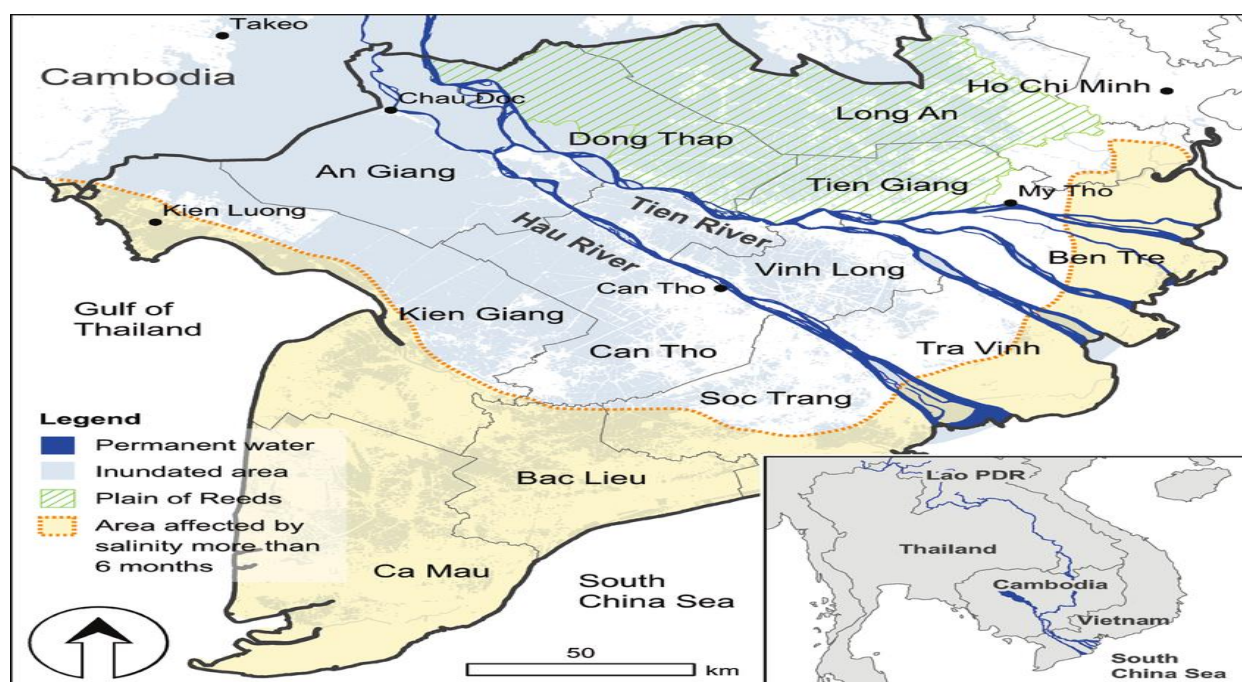 Takeo
Cambodia
Chau Doc
Ho Chi Minh
Long An
Dong Thap
An Giang
Tien Giang
My Tho
Kien Luong
Tien River
Hau River
Ben Tre
Vinh Long
Can Tho
Gulf of
Thailand
Kien Giang
Can Tho
Tra Vinh
Soc Trang
Legend
Permanent water
Inundated area
Plain of Reeds
Area affected by
salinity more than
6 months
Bac Lieu
Ca Mau
South
China Sea
50
km
Lao PDR
Thailand
Cambodia
Vietnam
South
China Sea